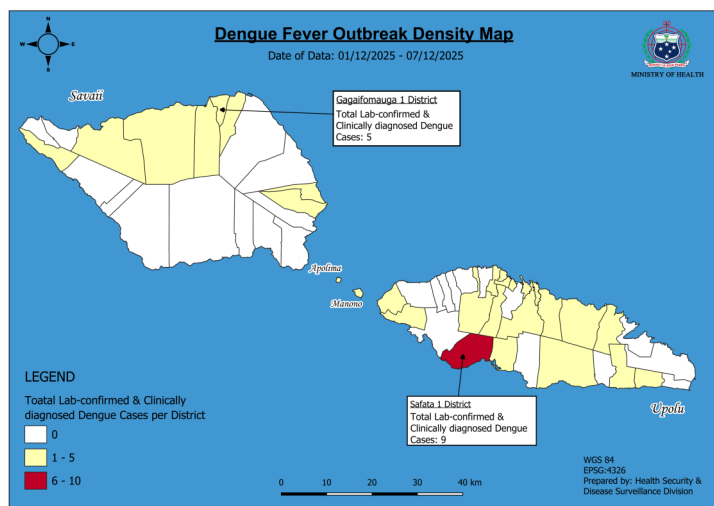 Dengue Fever Outbreak Density Map
Date of Data: 01/12/2025 - 07/12/2025
N
W
E
S
MINISTRY OF HEALTH
Savaii
Gagaifomauga 1 District
Total Lab-confirmed &
Clinically diagnosed Dengue
Cases: 5
Apolima
Manono
Upolu
Safata 1 District
Total Lab-confirmed &
Clinically diagnosed Dengue
Cases: 9
LEGEND
Toatal Lab-confirmed & Clinically
diagnosed Dengue Cases per District
0
1 - 5
6 - 10
0 10 20 30 40 km
WGS 84
EPSG:4326
Prepared by: Health Security &
Disease Surveillance Division